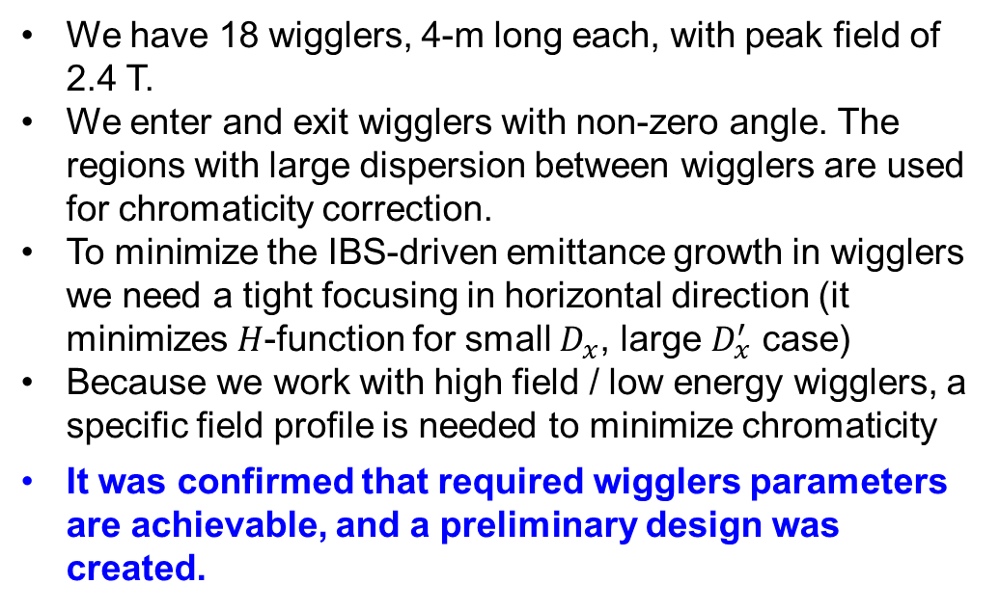 • We have 18 wigglers, 4-m long each, with peak field of
2.4 T.
• We enter and exit wigglers with non-zero angle. The
regions with large dispersion between wigglers are used
for chromaticity correction.
• To minimize the IBS-driven emittance growth in wigglers
we need a tight focusing in horizontal direction (it
minimizes 𝐻-function for small 𝐷ₓ, large 𝐷′ₓ case)
• Because we work with high field / low energy wigglers, a
specific field profile is needed to minimize chromaticity
• It was confirmed that required wigglers parameters
are achievable, and a preliminary design was
created.